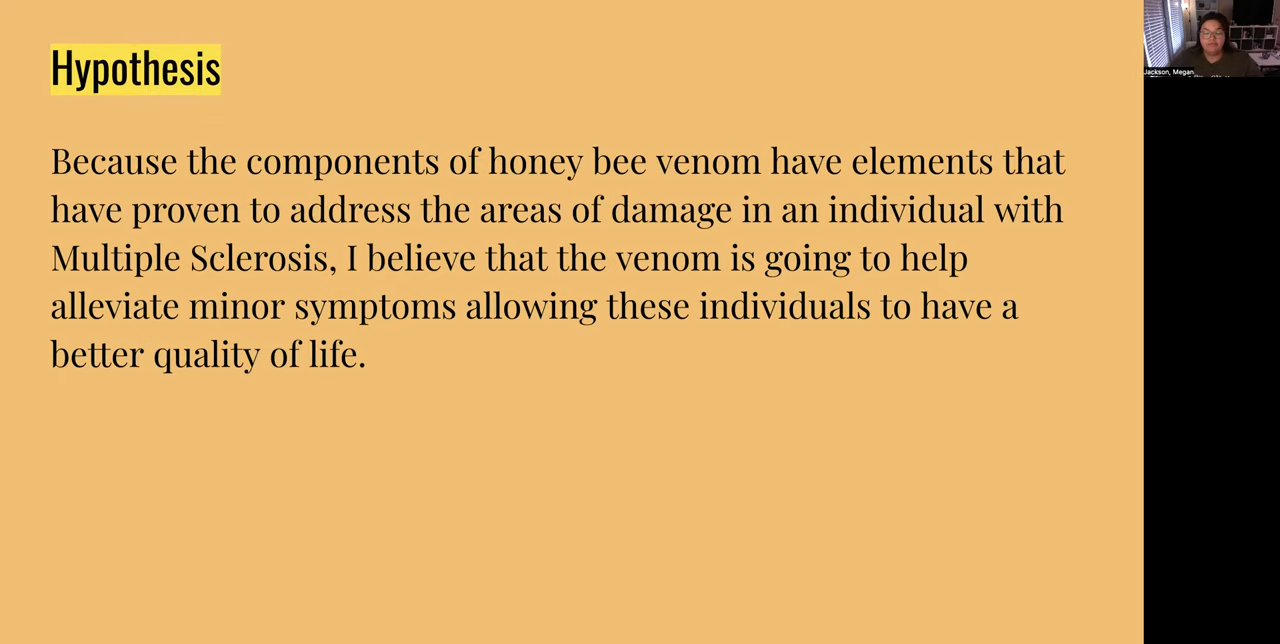 Hypothesis
Because the components of honey bee venom have elements that
have proven to address the areas of damage in an individual with
Multiple Sclerosis, I believe that the venom is going to help
alleviate minor symptoms allowing these individuals to have a
better quality of life.
Jackson, Megan